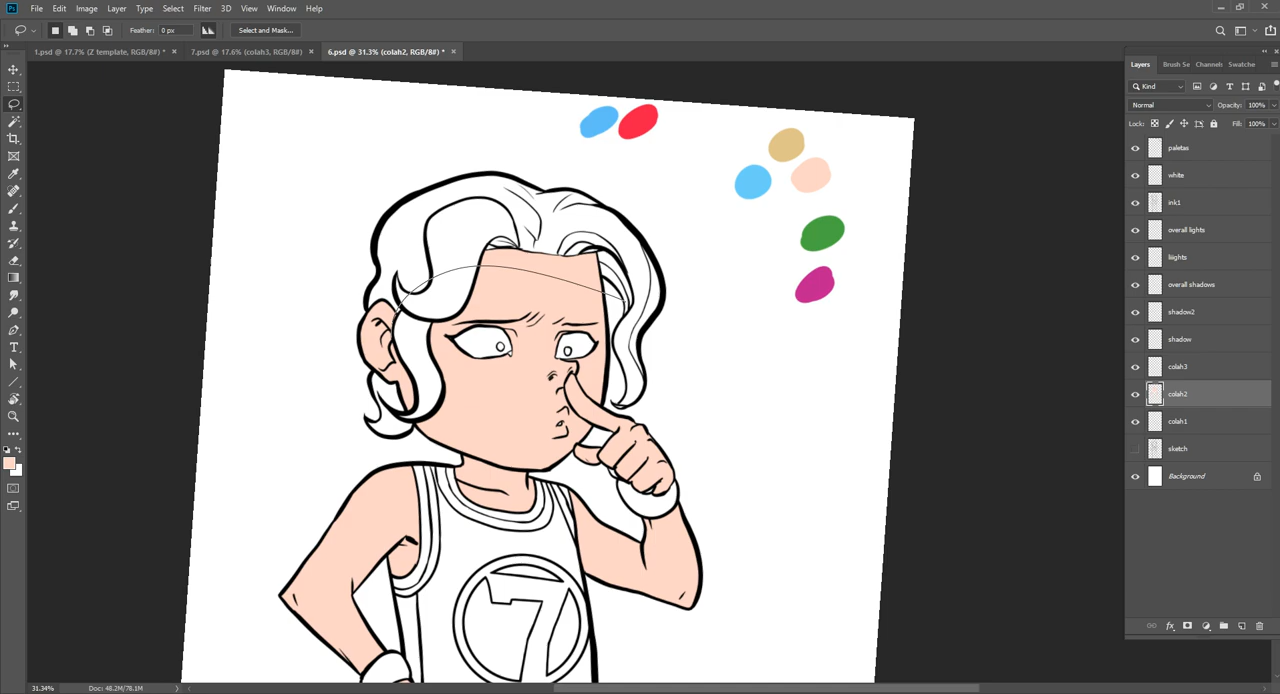 File Edit Image Layer Type Select Filter 3D View Window Help
Feather: 0 px Select and Mask...
1.psd @ 17.7% (Z template, RGB/8#) * × 7.psd @ 17.6% (colah3, RGB/8#) × 6.psd @ 31.3% (colah2, RGB/8#) * ×
Layers Brush Se Channels Swatche
Kind
Normal Opacity: 100%
Lock: Fill: 100%
paletas
white
ink1
overall lights
liiights
overall shadows
shadow2
shadow
colah3
colah2
colah1
sketch
Background
7
31.34% Doc: 48.2M/78.1M